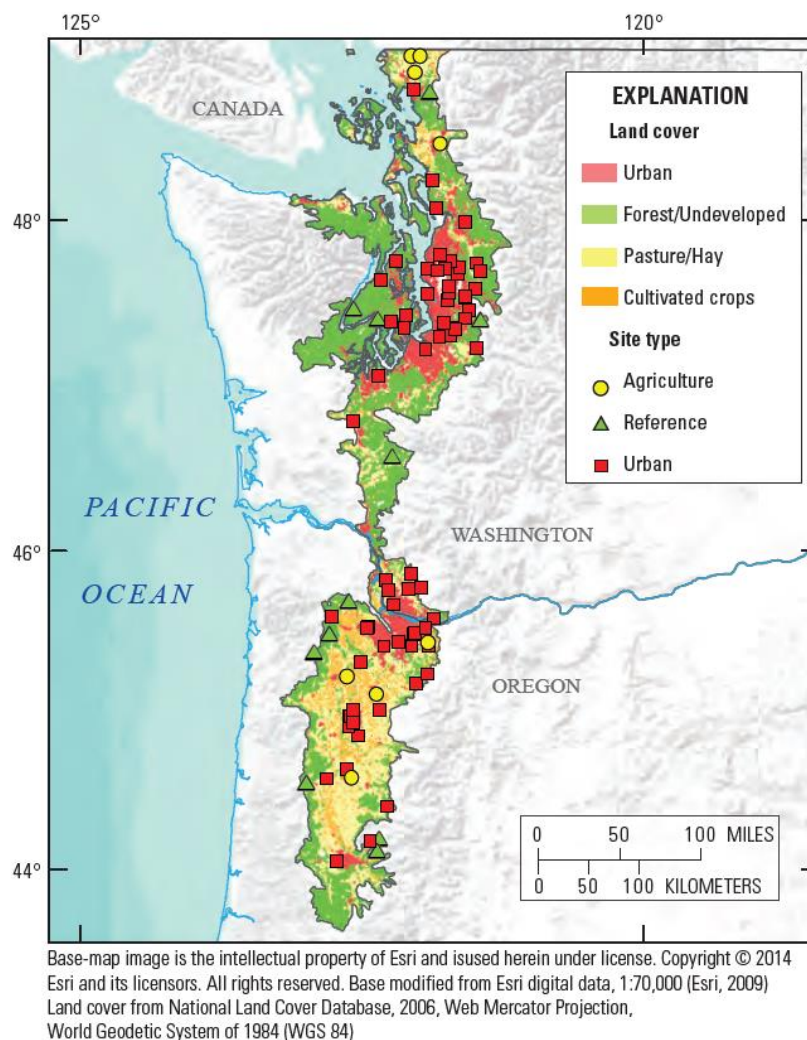 125°
120°
CANADA
48°
46°
44°
PACIFIC
OCEAN
WASHINGTON
OREGON
EXPLANATION
Land cover
Urban
Forest/Undeveloped
Pasture/Hay
Cultivated crops
Site type
Agriculture
Reference
Urban
0 50 100 MILES
0 50 100 KILOMETERS
Base-map image is the intellectual property of Esri and isused herein under license. Copyright © 2014
Esri and its licensors. All rights reserved. Base modified from Esri digital data, 1:70,000 (Esri, 2009)
Land cover from National Land Cover Database, 2006, Web Mercator Projection,
World Geodetic System of 1984 (WGS 84)